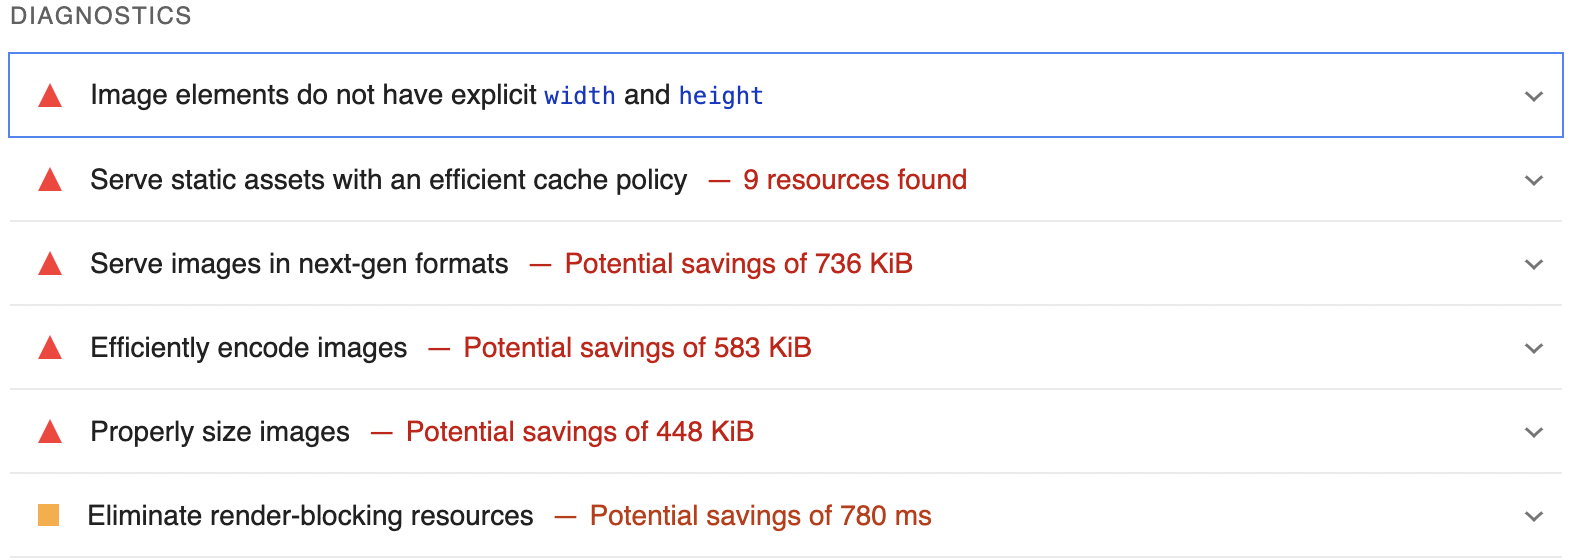 DIAGNOSTICS
Image elements do not have explicit width and height
Serve static assets with an efficient cache policy — 9 resources found
Serve images in next-gen formats — Potential savings of 736 KiB
Efficiently encode images — Potential savings of 583 KiB
Properly size images — Potential savings of 448 KiB
Eliminate render-blocking resources — Potential savings of 780 ms